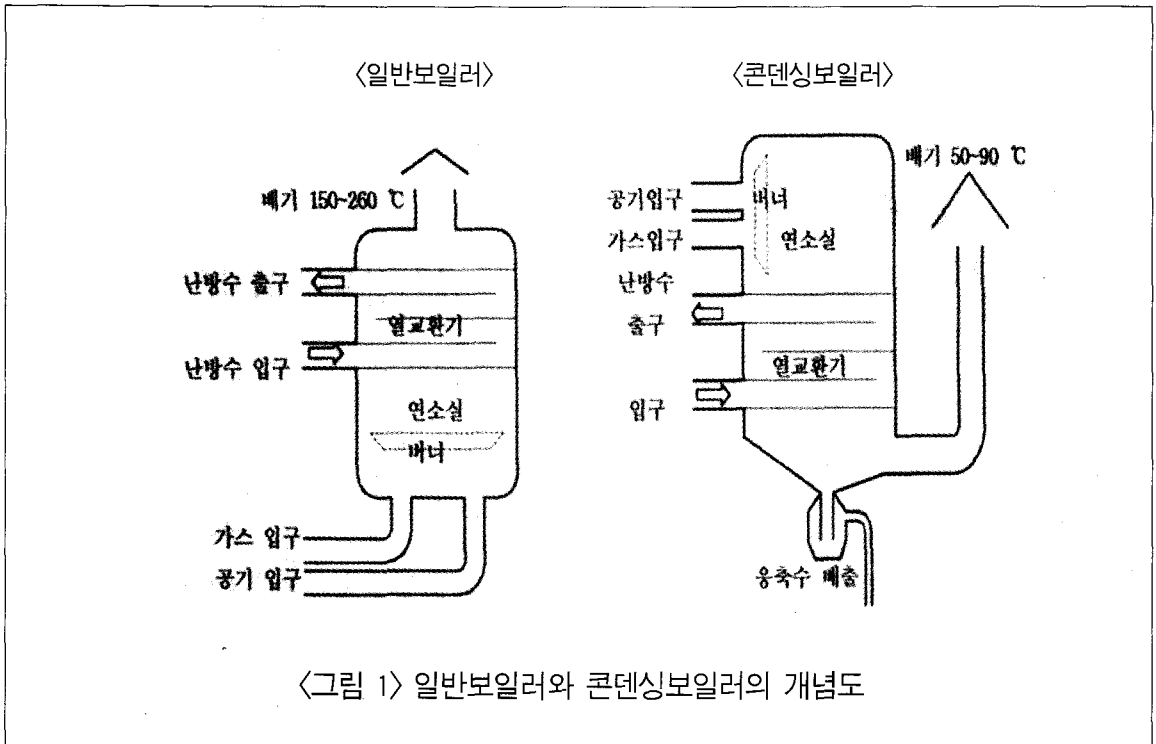 〈일반보일러〉
배기 150~260 ℃
난방수 출구
열교환기
난방수 입구
연소실
버너
가스 입구
공기 입구
〈콘덴싱보일러〉
배기 50~90 ℃
공기입구
버너
가스입구
연소실
난방수
출구
열교환기
입구
응축수 배출
〈그림 1〉 일반보일러와 콘덴싱보일러의 개념도